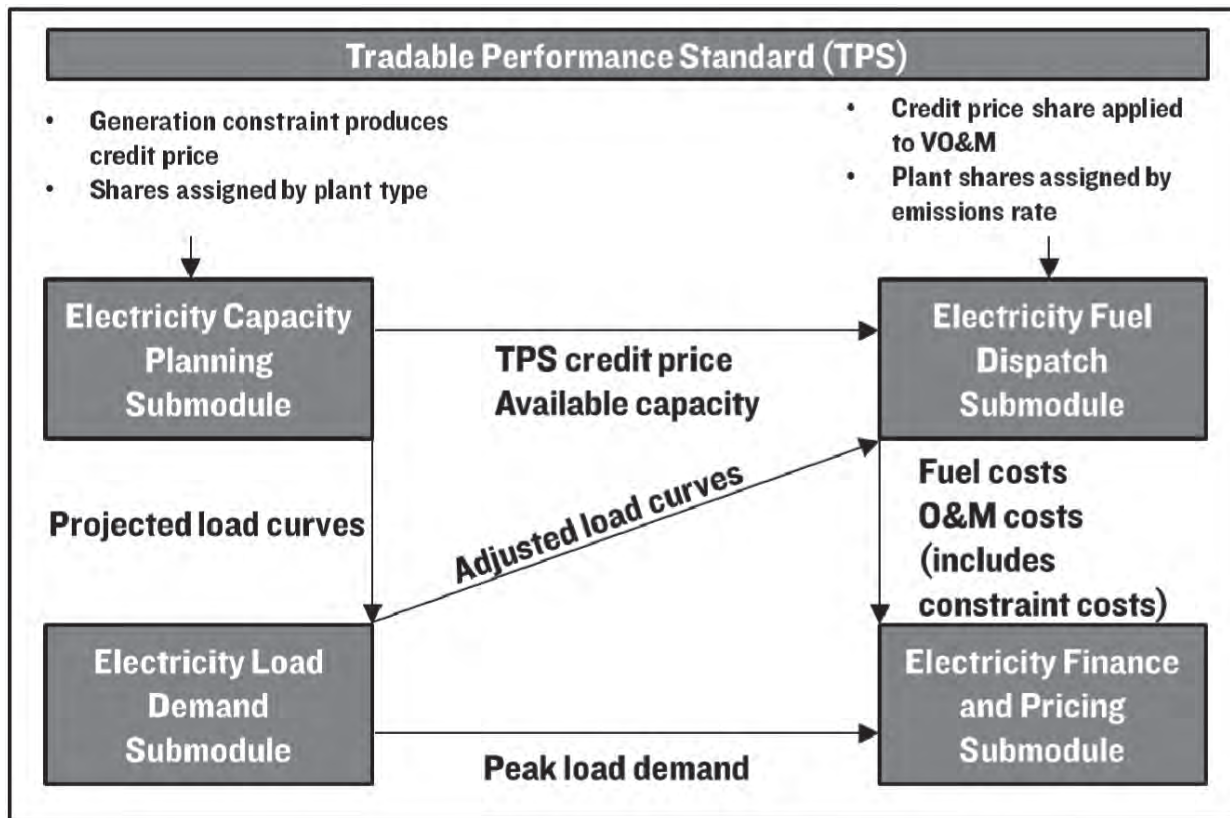 Tradable Performance Standard (TPS)
• Generation constraint produces
credit price
• Shares assigned by plant type
• Credit price share applied
to VO&M
• Plant shares assigned by
emissions rate
Electricity Capacity
Planning
Submodule
TPS credit price
Available capacity
Electricity Fuel
Dispatch
Submodule
Projected load curves
Adjusted load curves
Fuel costs
O&M costs
(includes
constraint costs)
Electricity Load
Demand
Submodule
Peak load demand
Electricity Finance
and Pricing
Submodule